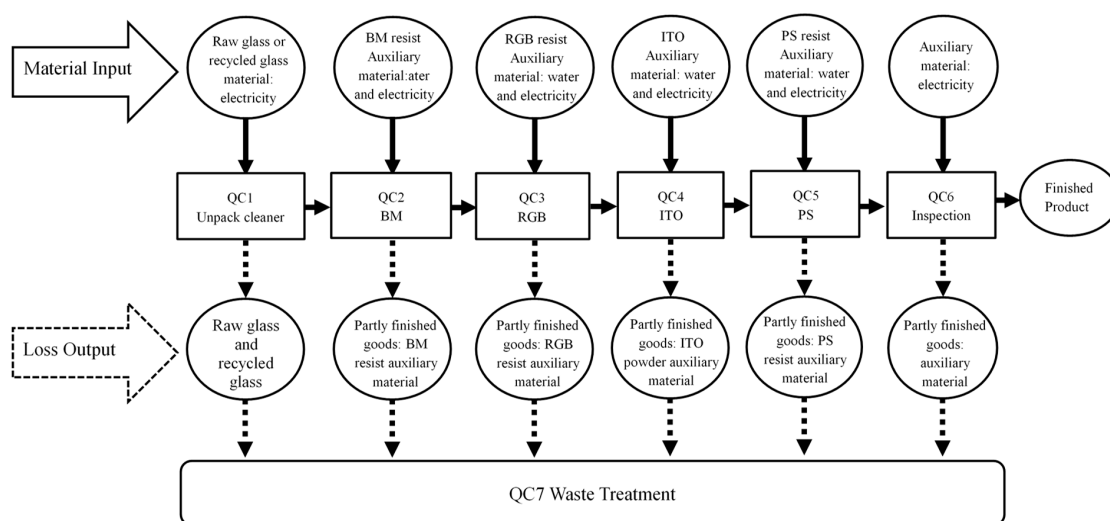 Material Input
Raw glass or
recycled glass
material:
electricity
BM resist
Auxiliary
material:ater
and electricity
RGB resist
Auxiliary
material: water
and electricity
ITO
Auxiliary
material: water
and electricity
PS resist
Auxiliary
material: water
and electricity
Auxiliary
material:
electricity
QC1
Unpack cleaner
QC2
BM
QC3
RGB
QC4
ITO
QC5
PS
QC6
Inspection
Finished
Product
Loss Output
Raw glass
and
recycled
glass
Partly finished
goods: BM
resist auxiliary
material
Partly finished
goods: RGB
resist auxiliary
material
Partly finished
goods: ITO
powder auxiliary
material
Partly finished
goods: PS
resist auxiliary
material
Partly finished
goods:
auxiliary
material
QC7 Waste Treatment